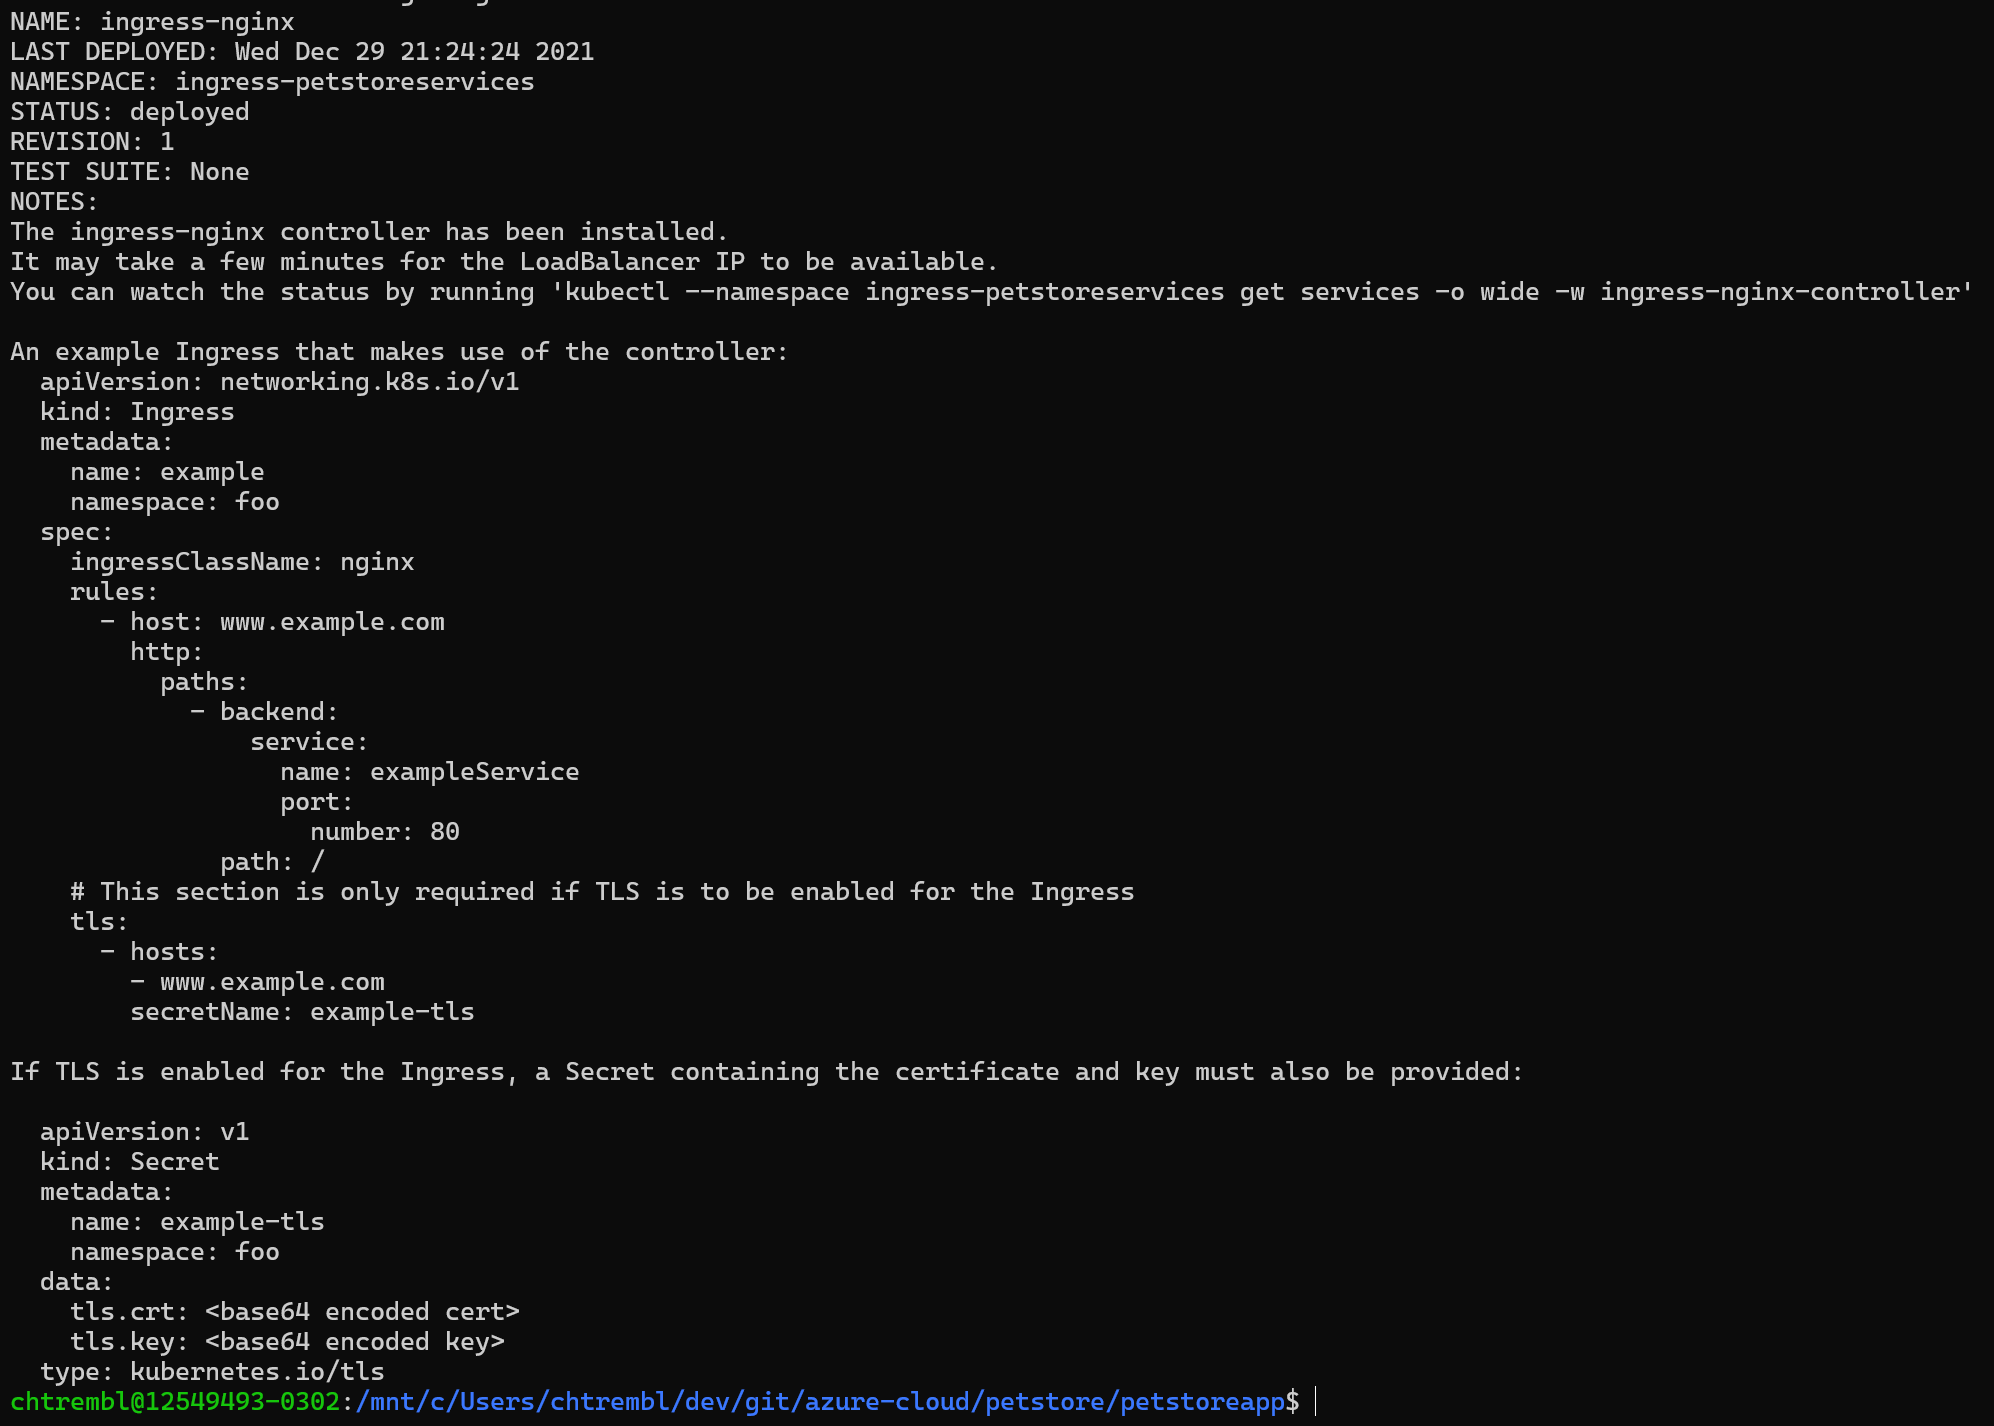 NAME: ingress-nginx
LAST DEPLOYED: Wed Dec 29 21:24:24 2021
NAMESPACE: ingress-petstoreservices
STATUS: deployed
REVISION: 1
TEST SUITE: None
NOTES:
The ingress-nginx controller has been installed.
It may take a few minutes for the LoadBalancer IP to be available.
You can watch the status by running 'kubectl --namespace ingress-petstoreservices get services -o wide -w ingress-nginx-controller'

An example Ingress that makes use of the controller:
  apiVersion: networking.k8s.io/v1
  kind: Ingress
  metadata:
    name: example
    namespace: foo
  spec:
    ingressClassName: nginx
    rules:
      - host: www.example.com
        http:
          paths:
            - backend:
                service:
                  name: exampleService
                  port:
                    number: 80
              path: /
    # This section is only required if TLS is to be enabled for the Ingress
    tls:
      - hosts:
        - www.example.com
        secretName: example-tls

If TLS is enabled for the Ingress, a Secret containing the certificate and key must also be provided:

  apiVersion: v1
  kind: Secret
  metadata:
    name: example-tls
    namespace: foo
  data:
    tls.crt: <base64 encoded cert>
    tls.key: <base64 encoded key>
  type: kubernetes.io/tls
chtrembl@12549493-0302:/mnt/c/Users/chtrembl/dev/git/azure-cloud/petstore/petstoreapp$